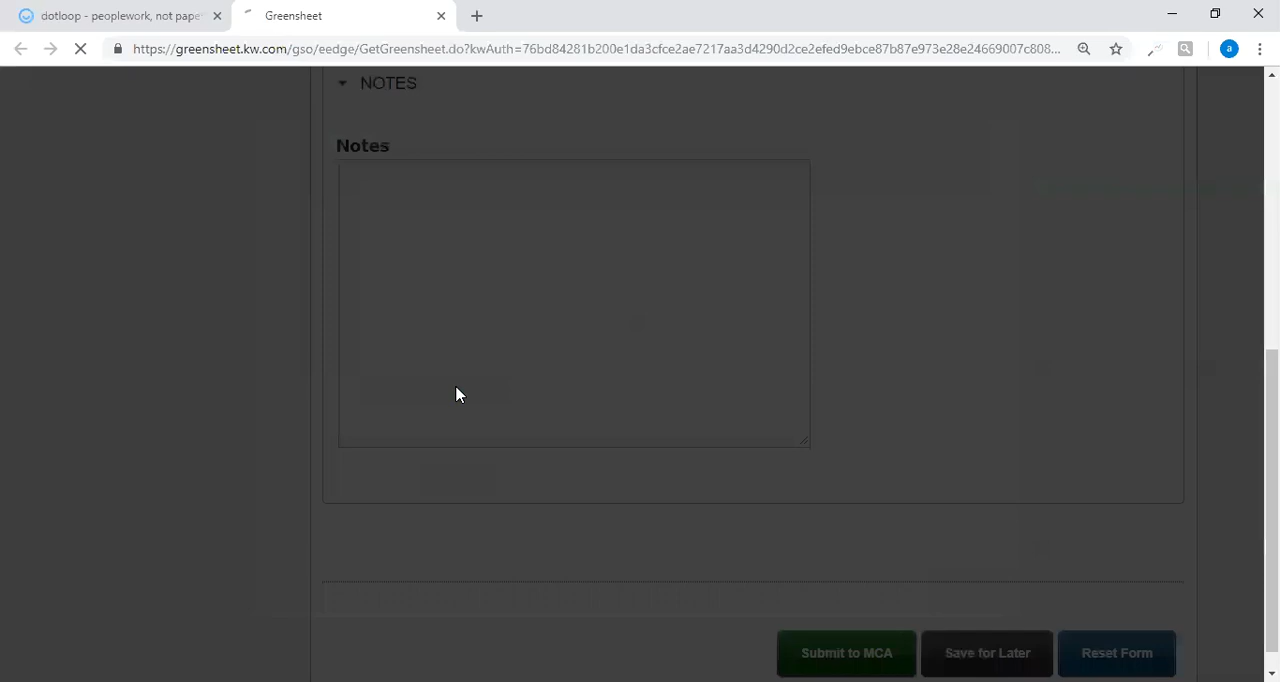 dotloop - peoplework, not pape
Greensheet
https://greensheet.kw.com/gso/eedge/GetGreensheet.do?kwAuth=76bd84281b200e1da3cfce2ae7217aa3d4290d2ce2efed9ebce87b87e973e28e24669007c808...
a
NOTES
Notes
Submit to MCA
Save for Later
Reset Form